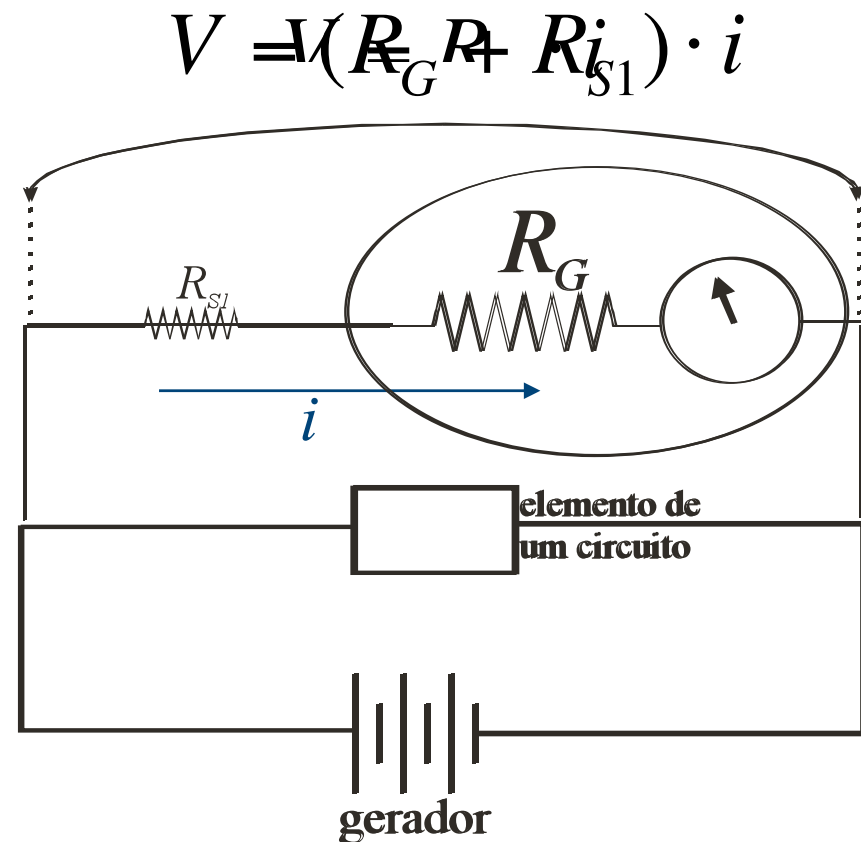 V = (R_G + R_S1) · i
V = R · i
R_G
R_S1
i
elemento de
um circuito
gerador